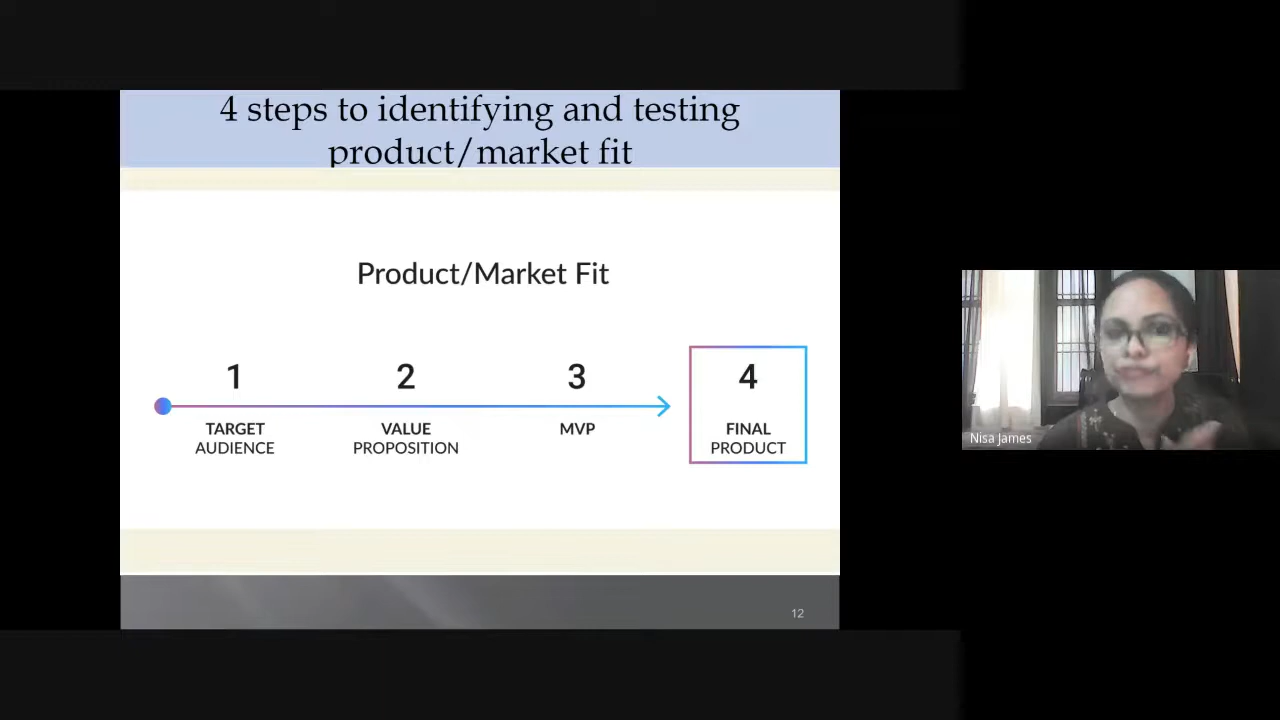 4 steps to identifying and testing
product/market fit
Product/Market Fit
1
2
3
4
TARGET
AUDIENCE
VALUE
PROPOSITION
MVP
FINAL
PRODUCT
12
Nisa James